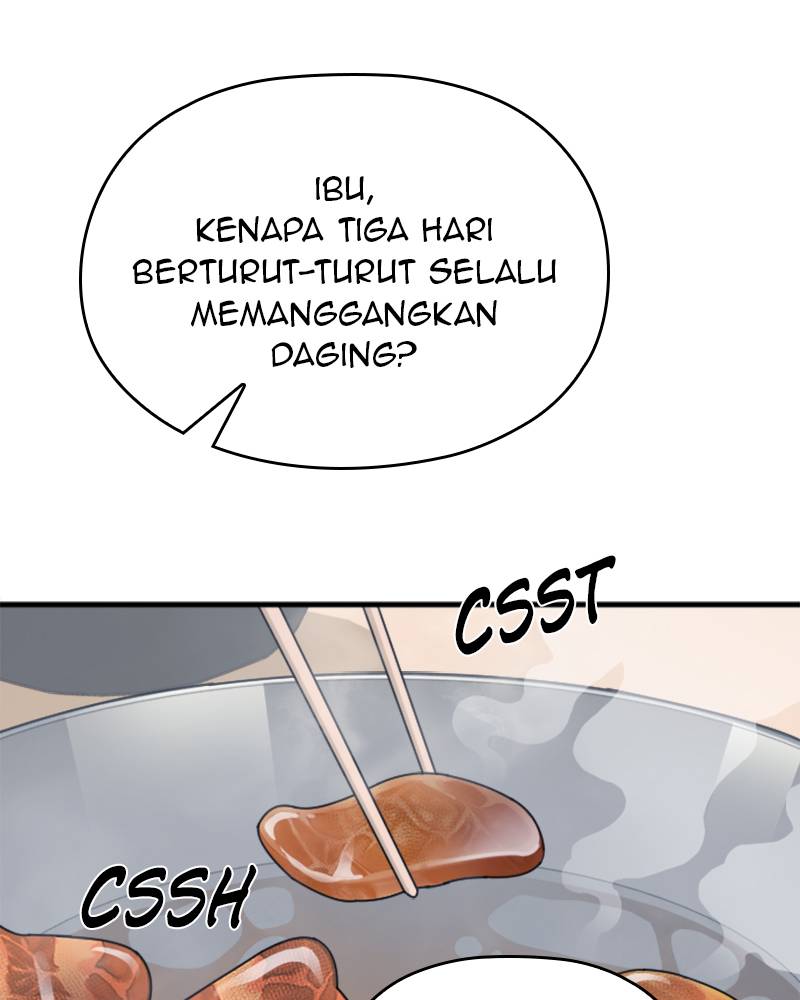 IBU,
KENAPA TIGA HARI
BERTURUT-TURUT SELALU
MEMANGGANGKAN
DAGING?
CSST
CSSH